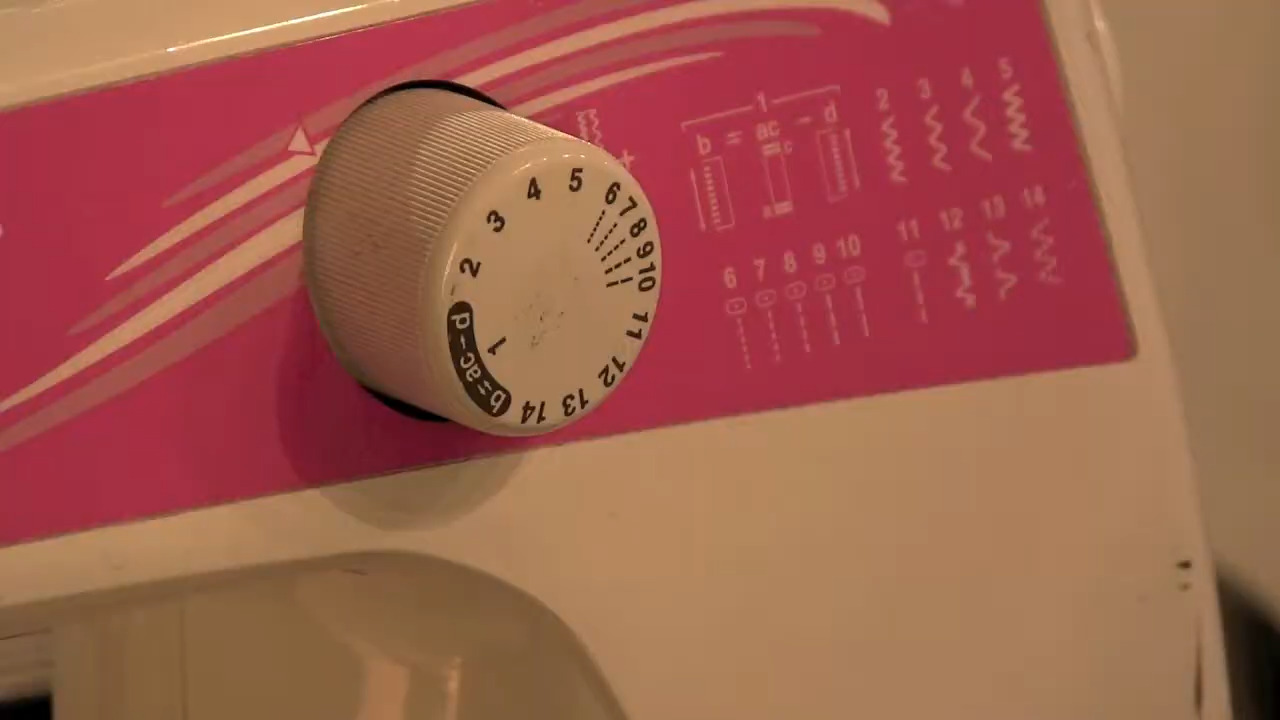 1
b = ac - d
c
a
2 3 4 5
6 7 8 9 10 11 12 13 14
+
2 3 4 5 6 7 8 9 10 11 12 13 14
b=ac-d
1